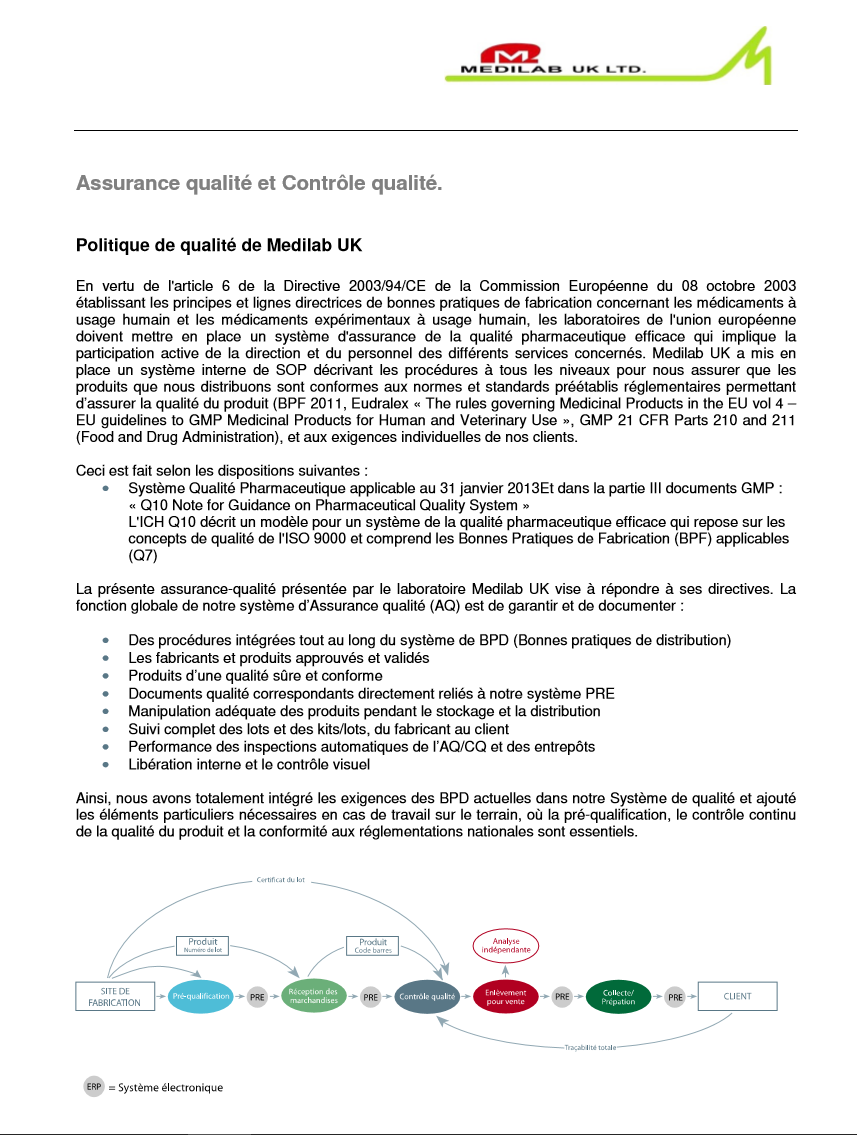 MEDILAB UK LTD.
Assurance qualité et Contrôle qualité.
Politique de qualité de Medilab UK
En vertu de l'article 6 de la Directive 2003/94/CE de la Commission Européenne du 08 octobre 2003
établissant les principes et lignes directrices de bonnes pratiques de fabrication concernant les médicaments à
usage humain et les médicaments expérimentaux à usage humain, les laboratoires de l'union européenne
doivent mettre en place un système d'assurance de la qualité pharmaceutique efficace qui implique la
participation active de la direction et du personnel des différents services concernés. Medilab UK a mis en
place un système interne de SOP décrivant les procédures à tous les niveaux pour nous assurer que les
produits que nous distribuons sont conformes aux normes et standards préétablis réglementaires permettant
d'assurer la qualité du produit (BPF 2011, Eudralex « The rules governing Medicinal Products in the EU vol 4 –
EU guidelines to GMP Medicinal Products for Human and Veterinary Use », GMP 21 CFR Parts 210 and 211
(Food and Drug Administration), et aux exigences individuelles de nos clients.
Ceci est fait selon les dispositions suivantes :
• Système Qualité Pharmaceutique applicable au 31 janvier 2013Et dans la partie III documents GMP :
« Q10 Note for Guidance on Pharmaceutical Quality System »
L'ICH Q10 décrit un modèle pour un système de la qualité pharmaceutique efficace qui repose sur les
concepts de qualité de l'ISO 9000 et comprend les Bonnes Pratiques de Fabrication (BPF) applicables
(Q7)
La présente assurance-qualité présentée par le laboratoire Medilab UK vise à répondre à ses directives. La
fonction globale de notre système d'Assurance qualité (AQ) est de garantir et de documenter :
• Des procédures intégrées tout au long du système de BPD (Bonnes pratiques de distribution)
• Les fabricants et produits approuvés et validés
• Produits d'une qualité sûre et conforme
• Documents qualité correspondants directement reliés à notre système PRE
• Manipulation adéquate des produits pendant le stockage et la distribution
• Suivi complet des lots et des kits/lots, du fabricant au client
• Performance des inspections automatiques de l'AQ/CQ et des entrepôts
• Libération interne et le contrôle visuel
Ainsi, nous avons totalement intégré les exigences des BPD actuelles dans notre Système de qualité et ajouté
les éléments particuliers nécessaires en cas de travail sur le terrain, où la pré-qualification, le contrôle continu
de la qualité du produit et la conformité aux réglementations nationales sont essentiels.
Certificat du lot
Produit
Numéro de lot
Produit
Code barres
Analyse
indépendante
SITE DE
FABRICATION
Pré-qualification
PRE
Réception des
marchandises
PRE
Contrôle qualité
Enlèvement
pour vente
PRE
Collecte/
Prépation
PRE
CLIENT
Traçabilité totale
ERP = Système électronique